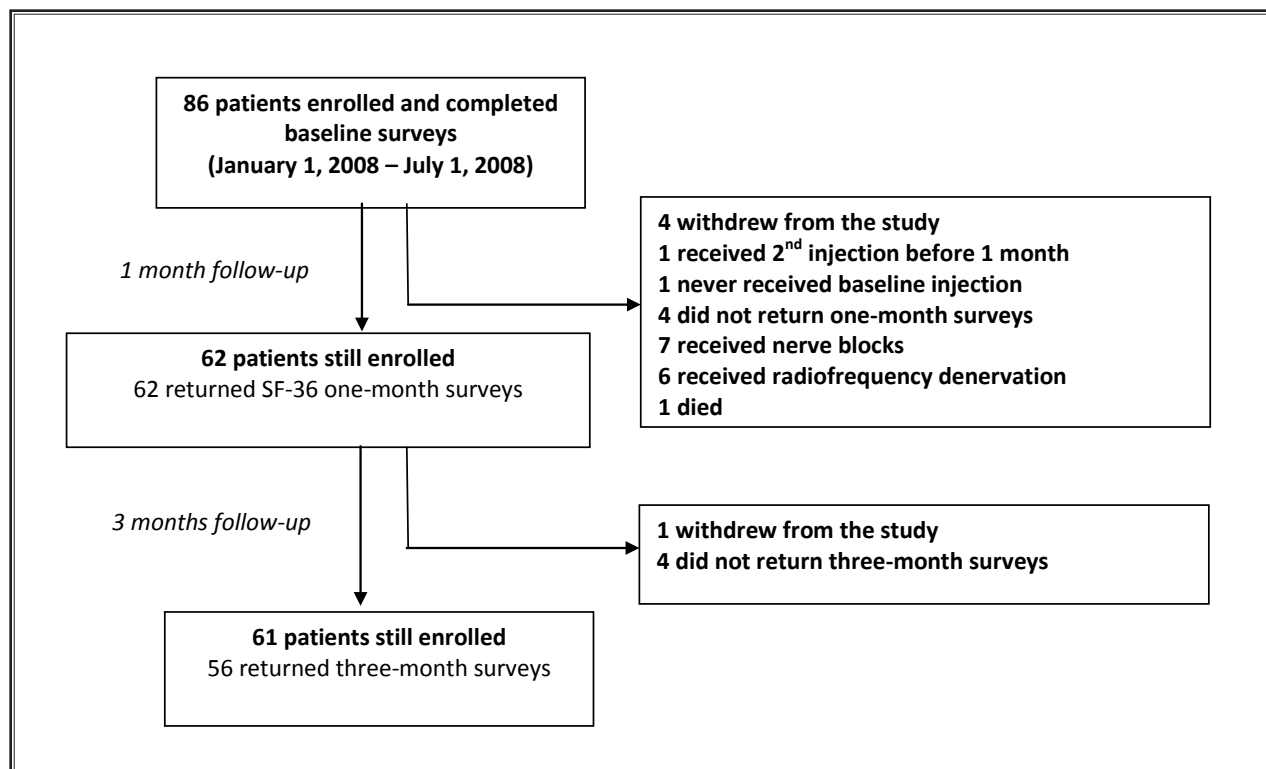 86 patients enrolled and completed
baseline surveys
(January 1, 2008 – July 1, 2008)
4 withdrew from the study
1 received 2nd injection before 1 month
1 never received baseline injection
4 did not return one-month surveys
7 received nerve blocks
6 received radiofrequency denervation
1 died
1 month follow-up
62 patients still enrolled
62 returned SF-36 one-month surveys
3 months follow-up
1 withdrew from the study
4 did not return three-month surveys
61 patients still enrolled
56 returned three-month surveys